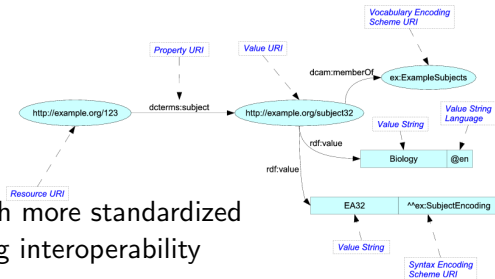 Vocabulary Encoding
Scheme URI
Property URI
Value URI
dcam:memberOf
ex:ExampleSubjects
http://example.org/123
dcterms:subject
http://example.org/subject32
Value String
Value String
Language
rdf:value
Biology
@en
rdf:value
Resource URI
more standardized
EA32
^^ex:SubjectEncoding
interoperability
Value String
Syntax Encoding
Scheme URI